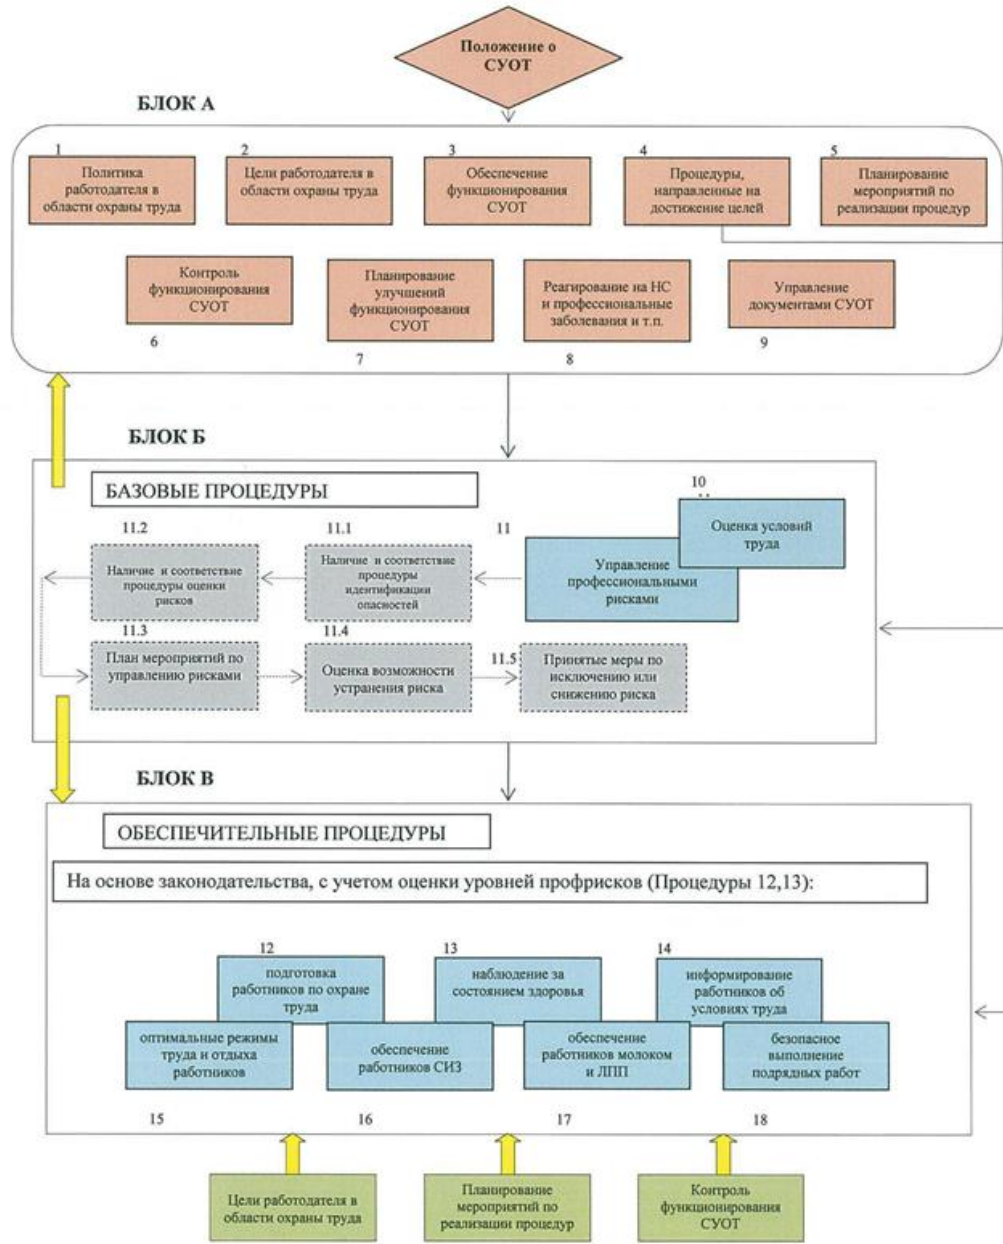 Положение о
СУОТ
БЛОК А
1
Политика
работодателя в
области охраны труда
2
Цели работодателя в
области охраны труда
3
Обеспечение
функционирования
СУОТ
4
Процедуры,
направленные на
достижение целей
5
Планирование
мероприятий по
реализации процедур
Контроль
функционирования
СУОТ
6
Планирование
улучшений
функционирования
СУОТ
7
Реагирование на НС
и профессиональные
заболевания и т.п.
8
Управление
документами СУОТ
9
БЛОК Б
БАЗОВЫЕ ПРОЦЕДУРЫ
10
Оценка условий
труда
11
Управление
профессиональными
рисками
11.1
Наличие и соответствие
процедуры
идентификации
опасностей
11.2
Наличие и соответствие
процедуры оценки
рисков
11.3
План мероприятий по
управлению рисками
11.4
Оценка возможности
устранения риска
11.5
Принятые меры по
исключению или
снижению риска
БЛОК В
ОБЕСПЕЧИТЕЛЬНЫЕ ПРОЦЕДУРЫ
На основе законодательства, с учетом оценки уровней профрисков (Процедуры 12,13):
12
подготовка
работников по охране
труда
13
наблюдение за
состоянием здоровья
14
информирование
работников об
условиях труда
оптимальные режимы
труда и отдыха
работников
15
обеспечение
работников СИЗ
16
обеспечение
работников молоком
и ЛПП
17
безопасное
выполнение
подрядных работ
18
Цели работодателя в
области охраны труда
Планирование
мероприятий по
реализации процедур
Контроль
функционирования
СУОТ